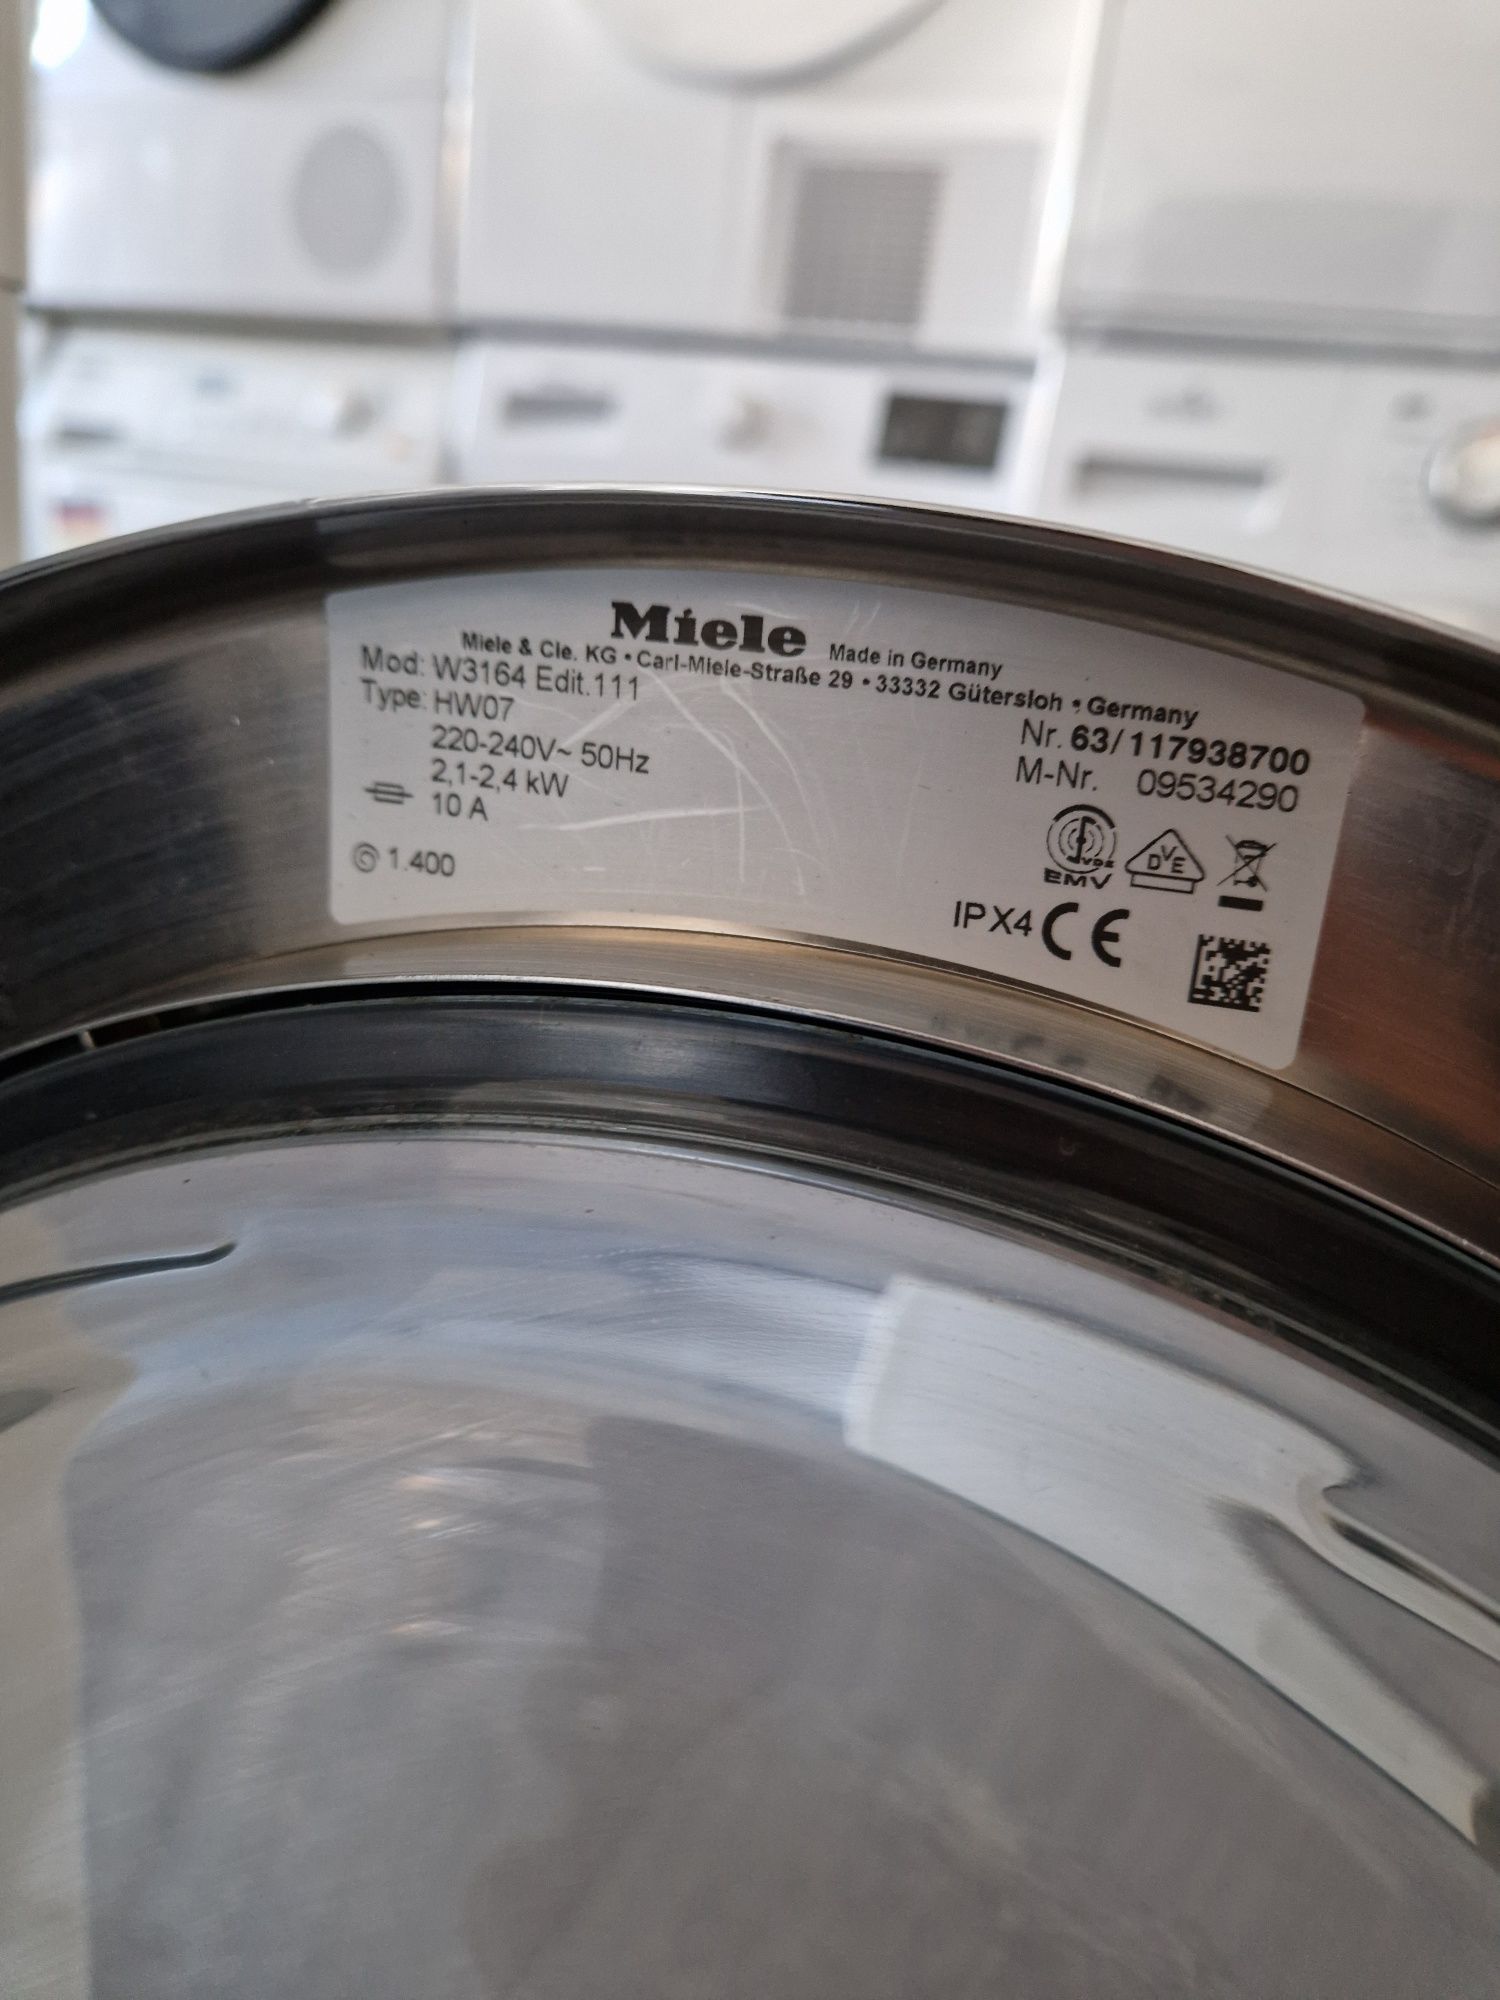 Miele Made in Germany
Miele & Cie. KG • Carl-Miele-Straße 29 • 33332 Gütersloh • Germany
Mod: W3164 Edit.111
Type: HW07
220-240V~ 50Hz
2,1-2,4 kW
10 A
1.400
Nr. 63/117938700
M-Nr. 09534290
VDE
EMV
DVE
IPX4 CE